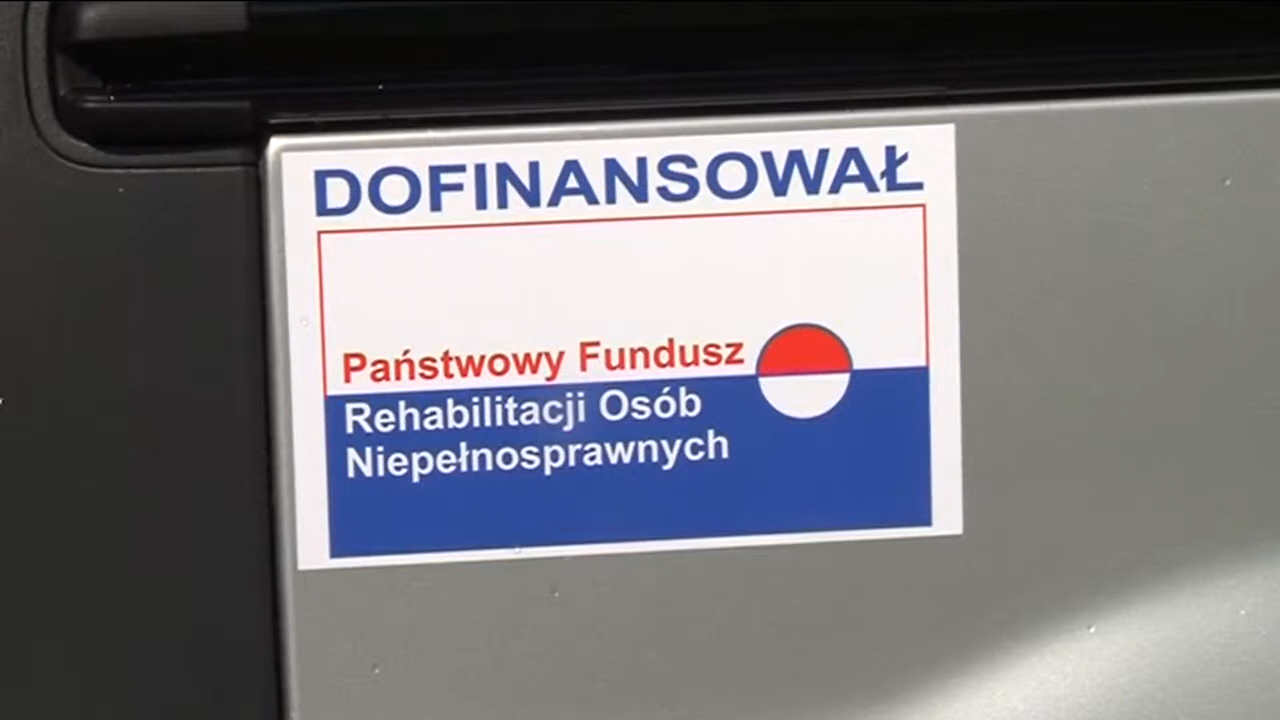 DOFINANSOWAŁ
Państwowy Fundusz
Rehabilitacji Osób
Niepełnosprawnych